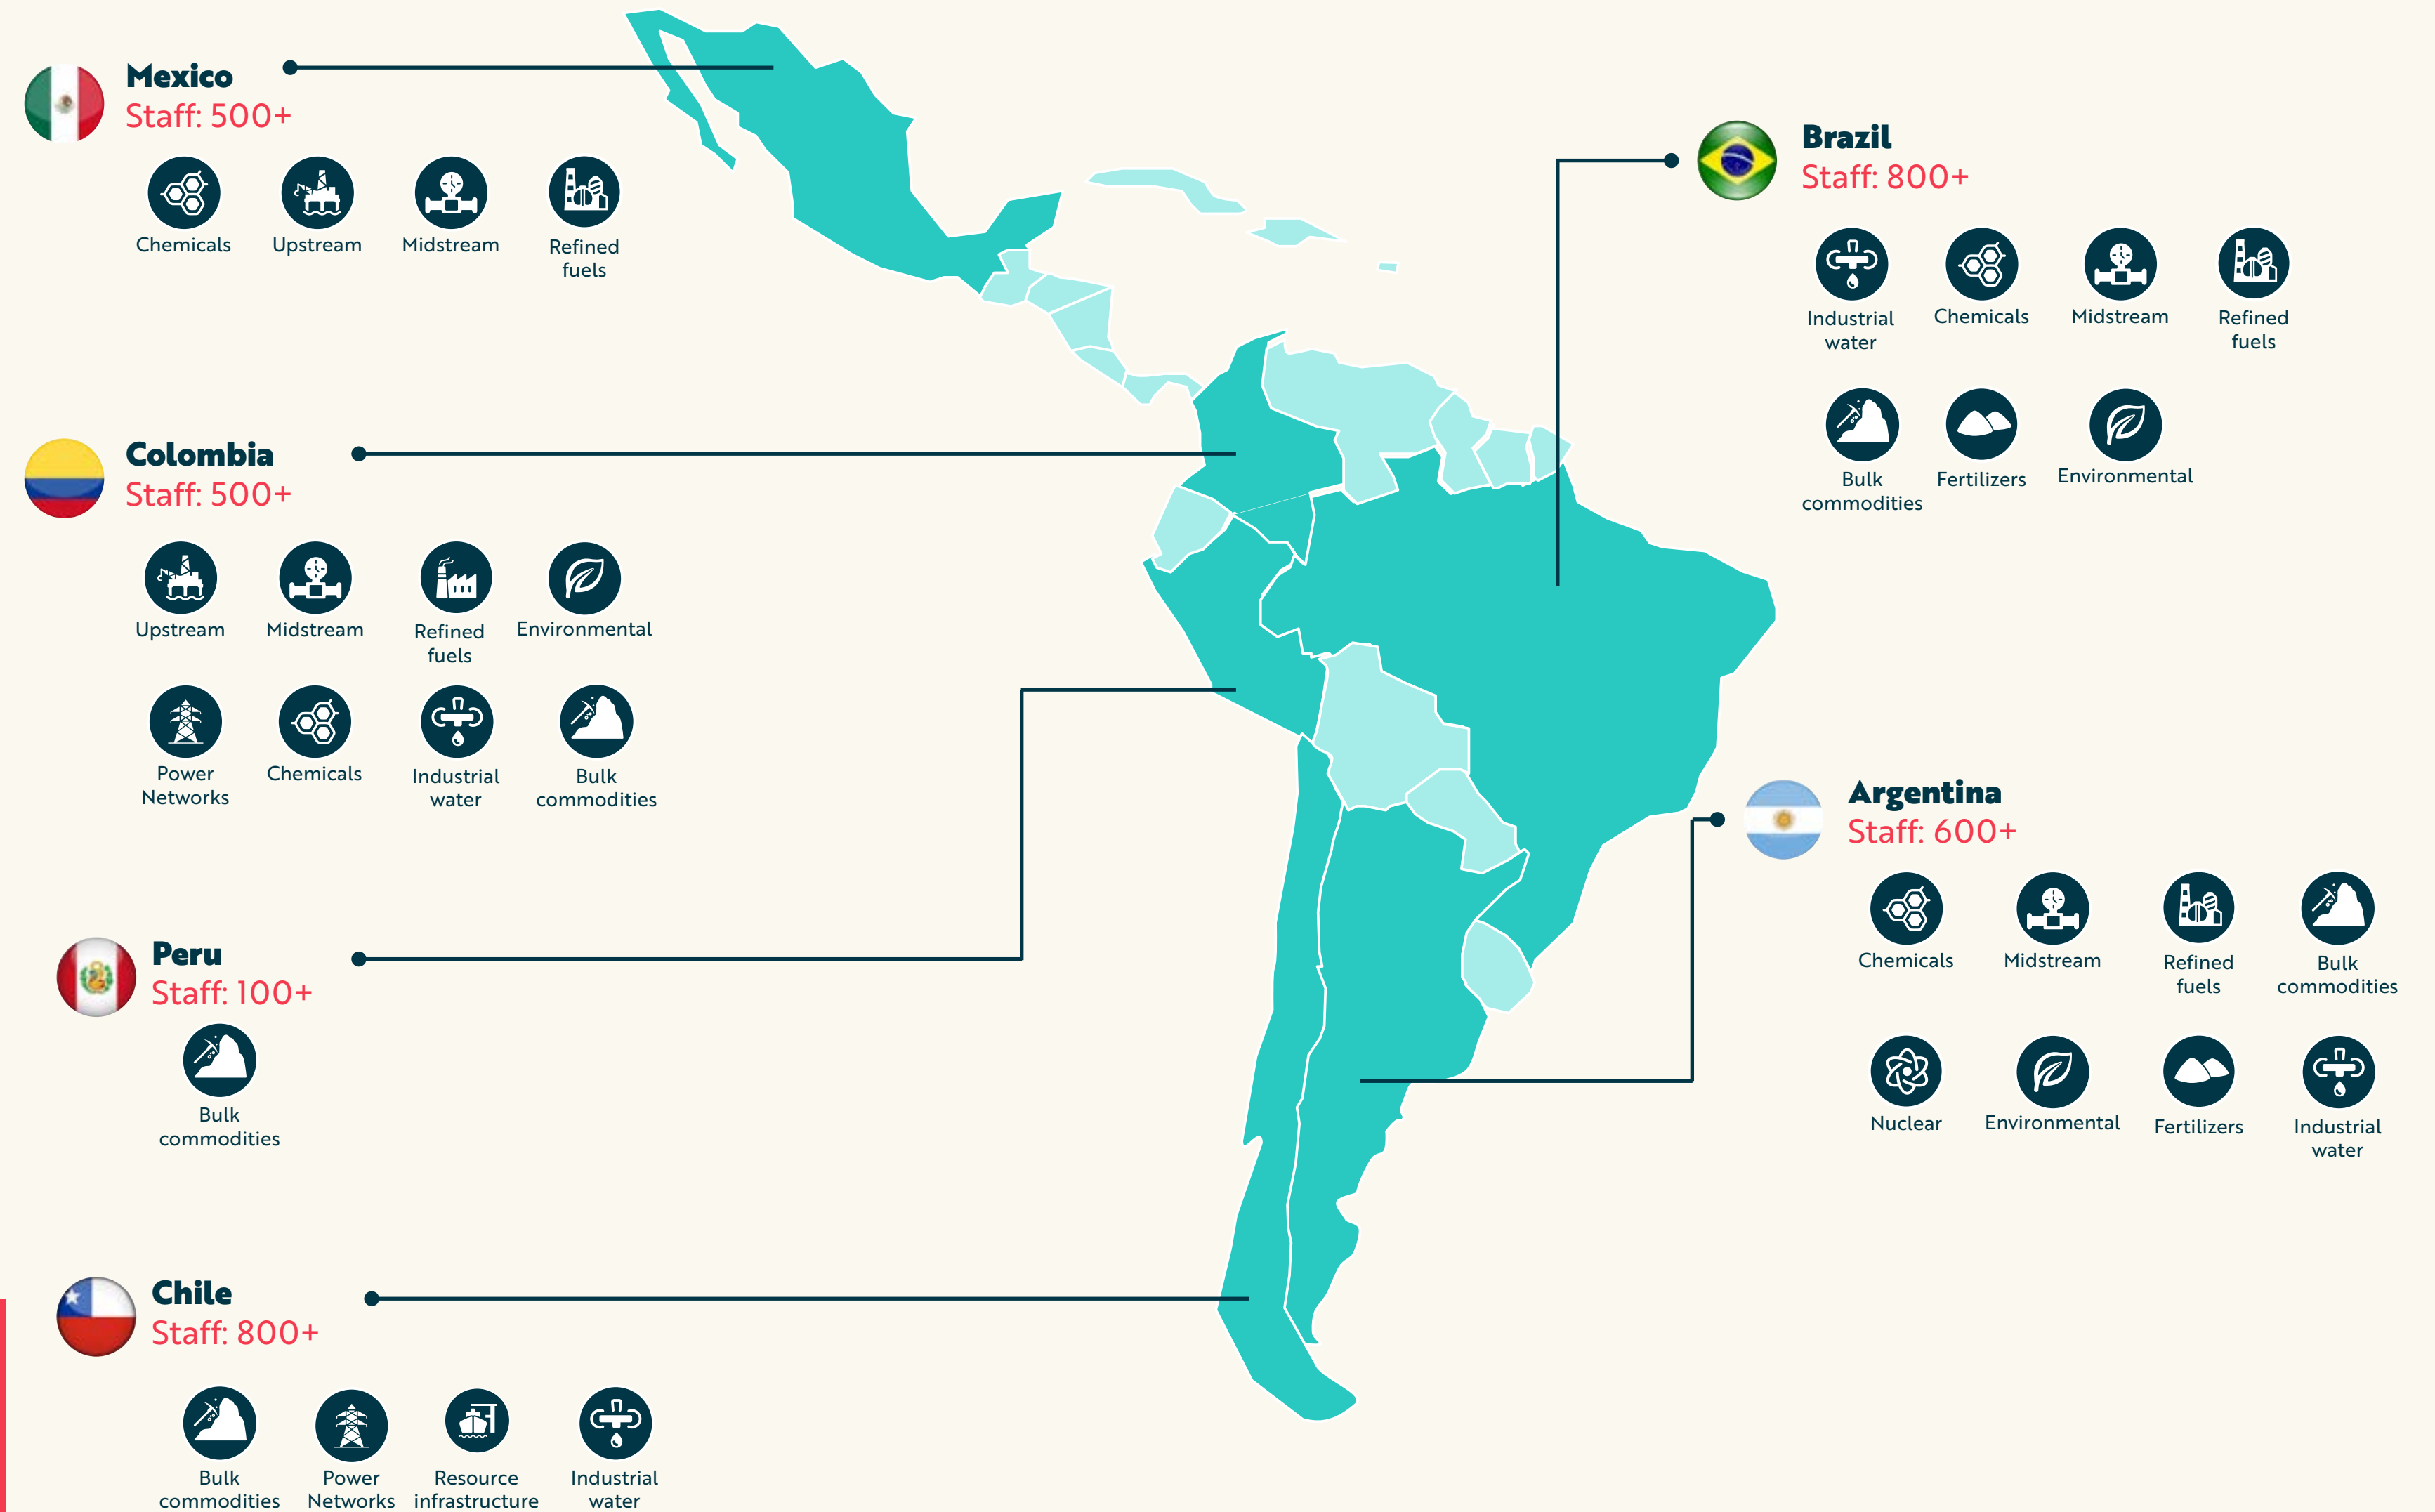 Mexico
Staff: 500+
Chemicals
Upstream
Midstream
Refined
fuels
Colombia
Staff: 500+
Upstream
Midstream
Refined
fuels
Environmental
Power
Networks
Chemicals
Industrial
water
Bulk
commodities
Peru
Staff: 100+
Bulk
commodities
Chile
Staff: 800+
Bulk
commodities
Power
Networks
Resource
infrastructure
Industrial
water
Brazil
Staff: 800+
Industrial
water
Chemicals
Midstream
Refined
fuels
Bulk
commodities
Fertilizers
Environmental
Argentina
Staff: 600+
Chemicals
Midstream
Refined
fuels
Bulk
commodities
Nuclear
Environmental
Fertilizers
Industrial
water